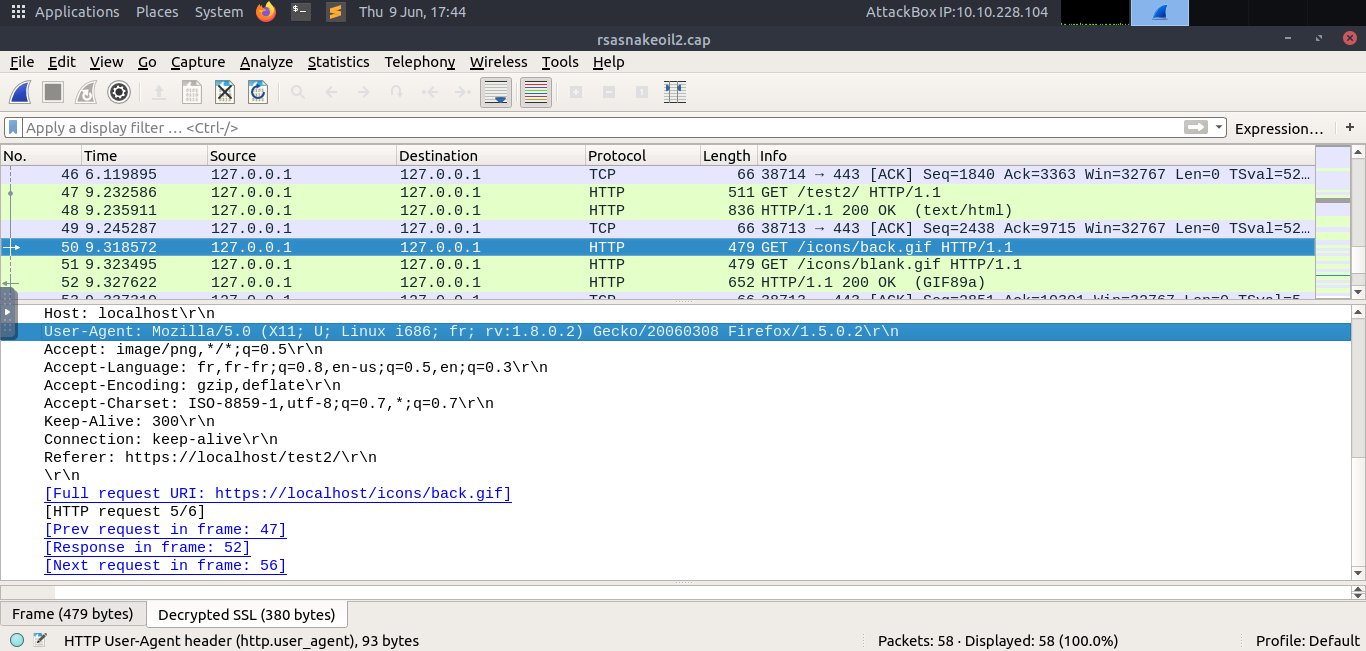 Applications Places System Thu 9 Jun, 17:44 AttackBox IP:10.10.228.104
rsasnakeoil2.cap
File Edit View Go Capture Analyze Statistics Telephony Wireless Tools Help
Apply a display filter … <Ctrl-/> Expression… +
No. Time Source Destination Protocol Length Info
46 6.119895 127.0.0.1 127.0.0.1 TCP 66 38714 → 443 [ACK] Seq=1840 Ack=3363 Win=32767 Len=0 TSval=52…
47 9.232586 127.0.0.1 127.0.0.1 HTTP 511 GET /test2/ HTTP/1.1
48 9.235911 127.0.0.1 127.0.0.1 HTTP 836 HTTP/1.1 200 OK (text/html)
49 9.245287 127.0.0.1 127.0.0.1 TCP 66 38713 → 443 [ACK] Seq=2438 Ack=9715 Win=32767 Len=0 TSval=52…
50 9.318572 127.0.0.1 127.0.0.1 HTTP 479 GET /icons/back.gif HTTP/1.1
51 9.323495 127.0.0.1 127.0.0.1 HTTP 479 GET /icons/blank.gif HTTP/1.1
52 9.327622 127.0.0.1 127.0.0.1 HTTP 652 HTTP/1.1 200 OK (GIF89a)
Host: localhost\r\n
User-Agent: Mozilla/5.0 (X11; U; Linux i686; fr; rv:1.8.0.2) Gecko/20060308 Firefox/1.5.0.2\r\n
Accept: image/png,*/*;q=0.5\r\n
Accept-Language: fr,fr-fr;q=0.8,en-us;q=0.5,en;q=0.3\r\n
Accept-Encoding: gzip,deflate\r\n
Accept-Charset: ISO-8859-1,utf-8;q=0.7,*;q=0.7\r\n
Keep-Alive: 300\r\n
Connection: keep-alive\r\n
Referer: https://localhost/test2/\r\n
\r\n
[Full request URI: https://localhost/icons/back.gif]
[HTTP request 5/6]
[Prev request in frame: 47]
[Response in frame: 52]
[Next request in frame: 56]
Frame (479 bytes) Decrypted SSL (380 bytes)
HTTP User-Agent header (http.user_agent), 93 bytes Packets: 58 · Displayed: 58 (100.0%) Profile: Default